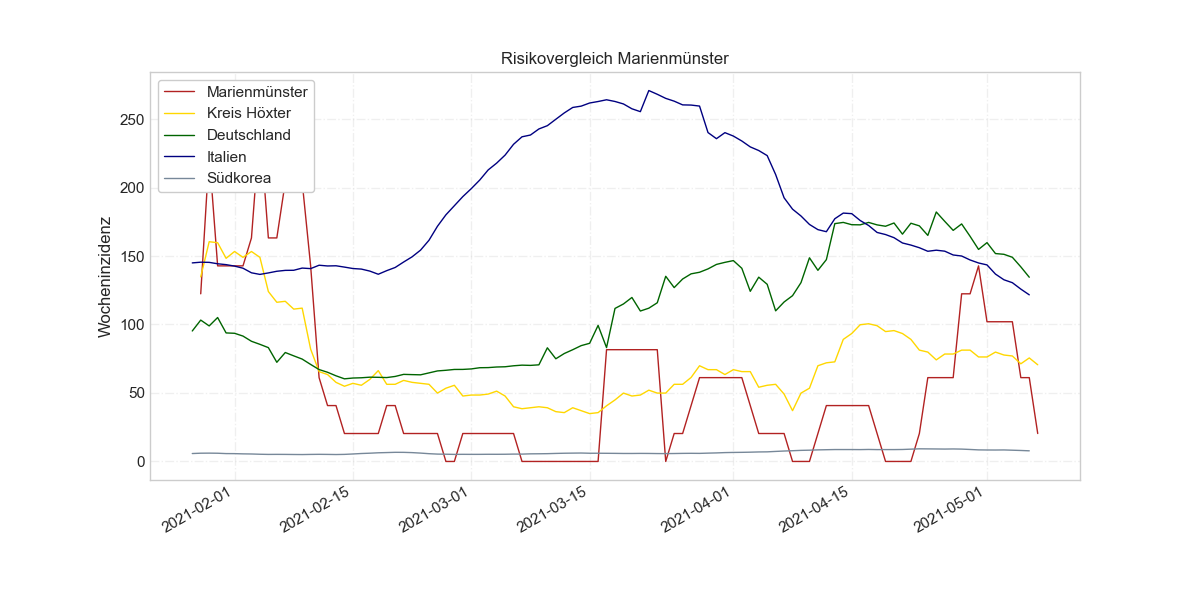 Risikovergleich Marienmünster
Marienmünster
Kreis Höxter
Deutschland
Italien
Südkorea
Wocheninzidenz
250
200
150
100
50
0
2021-02-01
2021-02-15
2021-03-01
2021-03-15
2021-04-01
2021-04-15
2021-05-01